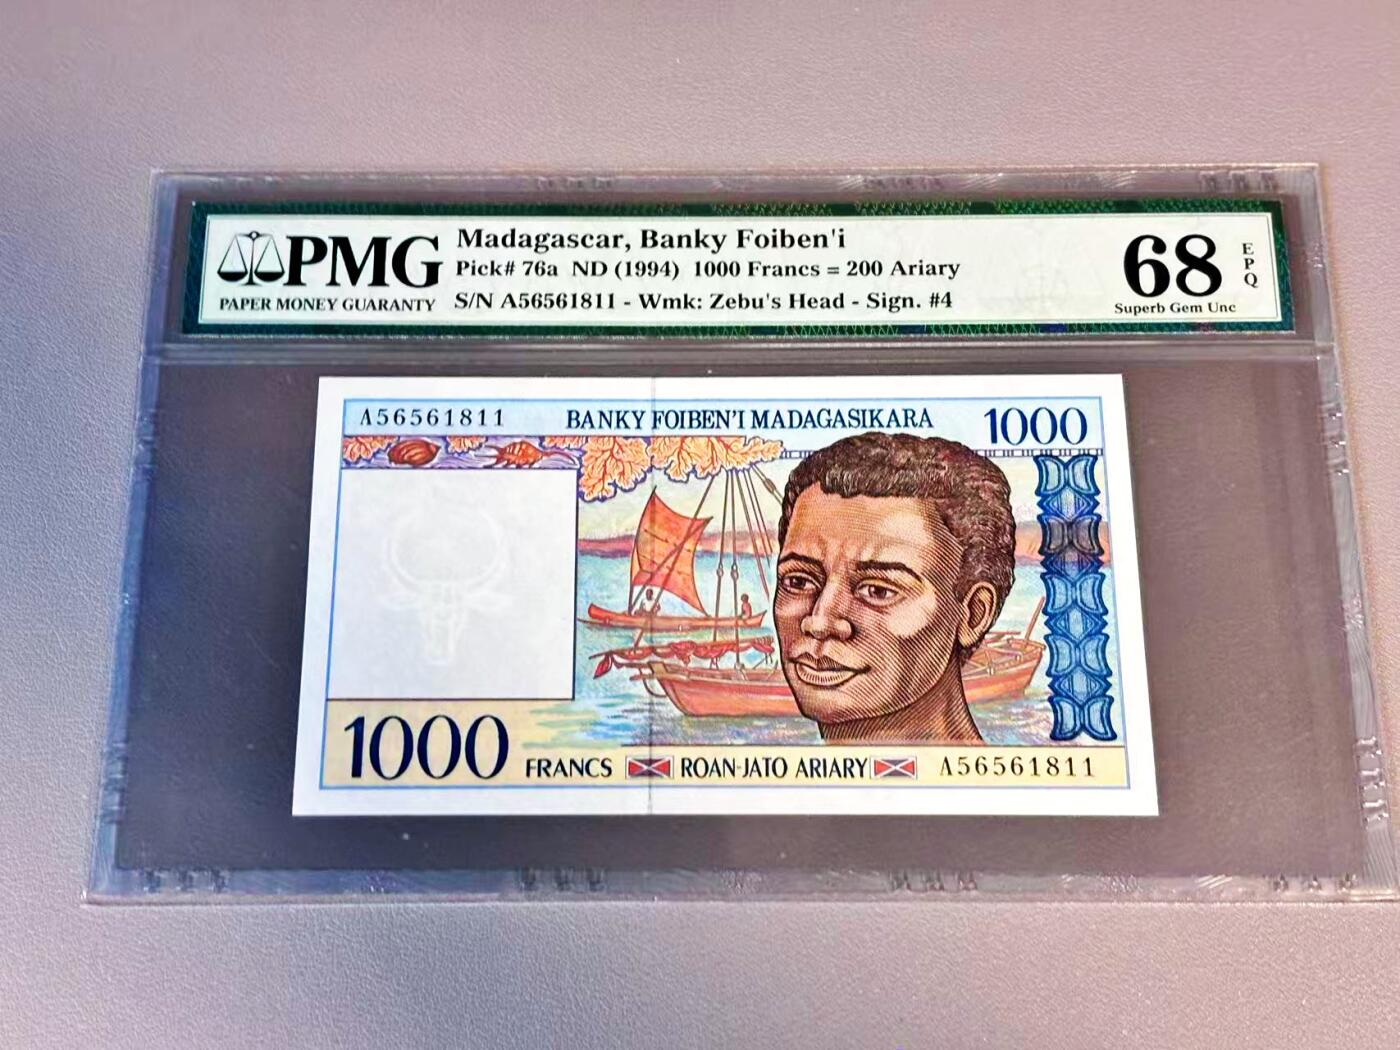 PMG
PAPER MONEY GUARANTY
Madagascar, Banky Foiben'i
Pick# 76a ND (1994) 1000 Francs = 200 Ariary
S/N A56561811 - Wmk: Zebu's Head - Sign. #4
68
EPQ
Superb Gem Unc
A56561811
BANKY FOIBEN'I MADAGASIKARA
1000
1000
FRANCS
ROAN-JATO ARIARY
A56561811